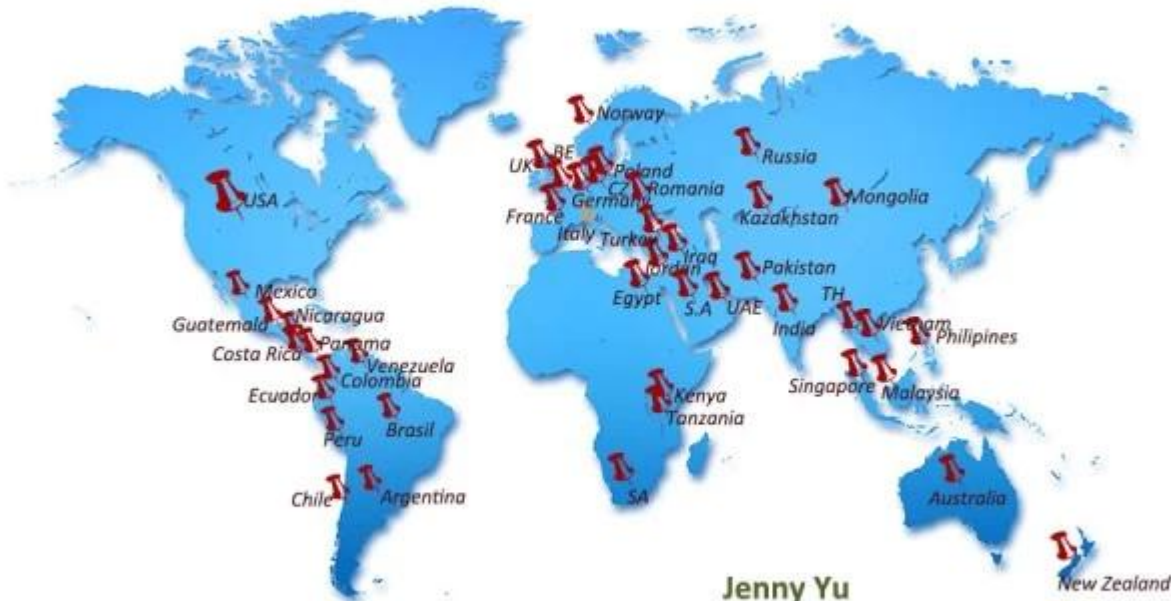 Norway
UK
BE
Poland
Russia
CZ
Romania
USA
Germany
Mongolia
France
Kazakhstan
Italy
Turkey
Iraq
Jordan
Pakistan
Egypt
S.A
UAE
TH
Mexico
India
Guatemala
Nicaragua
Vietnam
Philipines
Costa Rica
Panama
Venezuela
Singapore
Malaysia
Colombia
Ecuador
Kenya
Tanzania
Brasil
Peru
Chile
Argentina
SA
Australia
New Zealand
Jenny Yu